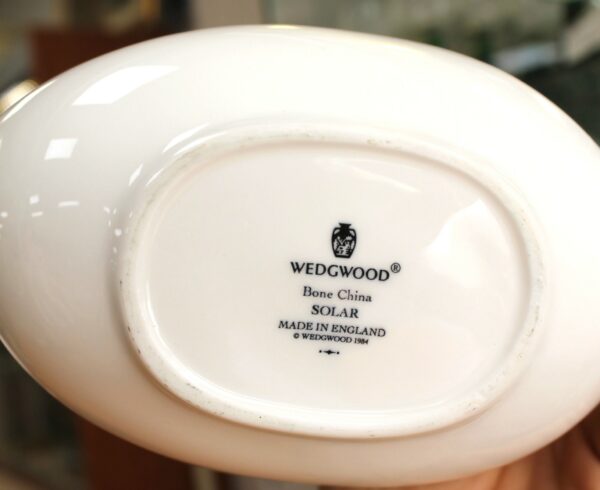 WEDGWOOD®
Bone China
SOLAR
MADE IN ENGLAND
© WEDGWOOD 1984